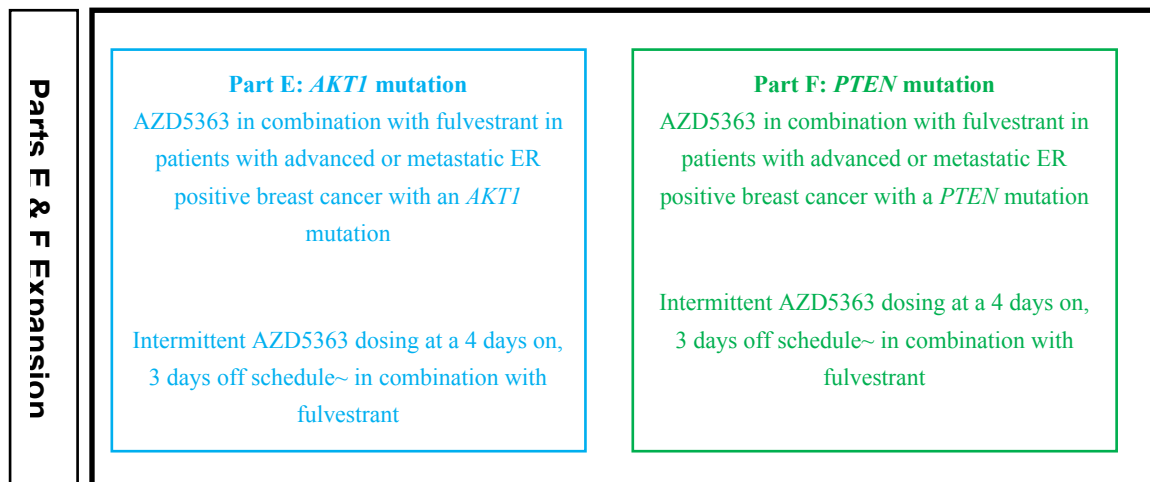 Parts E & F Expansion
Part E: AKT1 mutation
AZD5363 in combination with fulvestrant in
patients with advanced or metastatic ER
positive breast cancer with an AKT1
mutation
Intermittent AZD5363 dosing at a 4 days on,
3 days off schedule~ in combination with
fulvestrant
Part F: PTEN mutation
AZD5363 in combination with fulvestrant in
patients with advanced or metastatic ER
positive breast cancer with a PTEN mutation
Intermittent AZD5363 dosing at a 4 days on,
3 days off schedule~ in combination with
fulvestrant